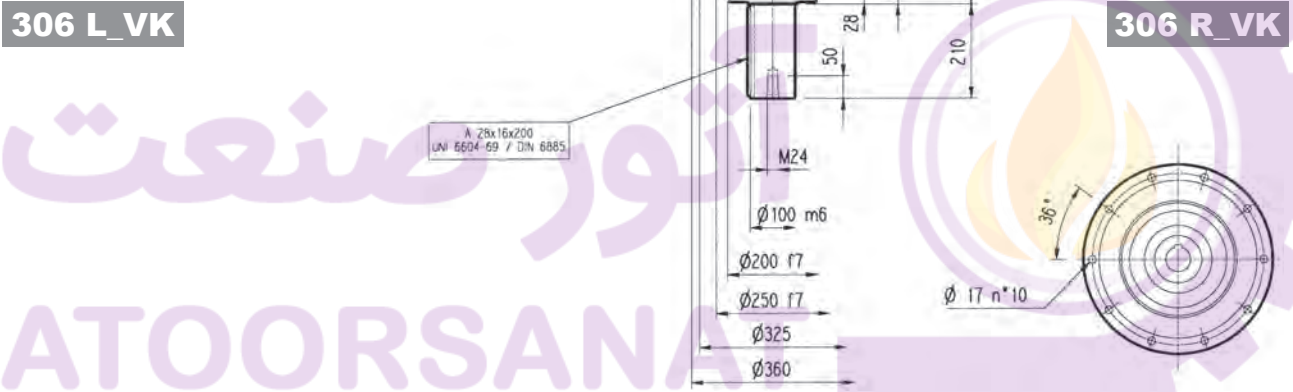 306 L_VK
306 R_VK
28
50
210
A 28x16x200
UNI 6604-69 / DIN 6885
M24
Ø100 m6
Ø200 f7
Ø250 f7
Ø325
Ø360
36°
Ø 17 n°10
آتور صنعت
ATOORSANAT